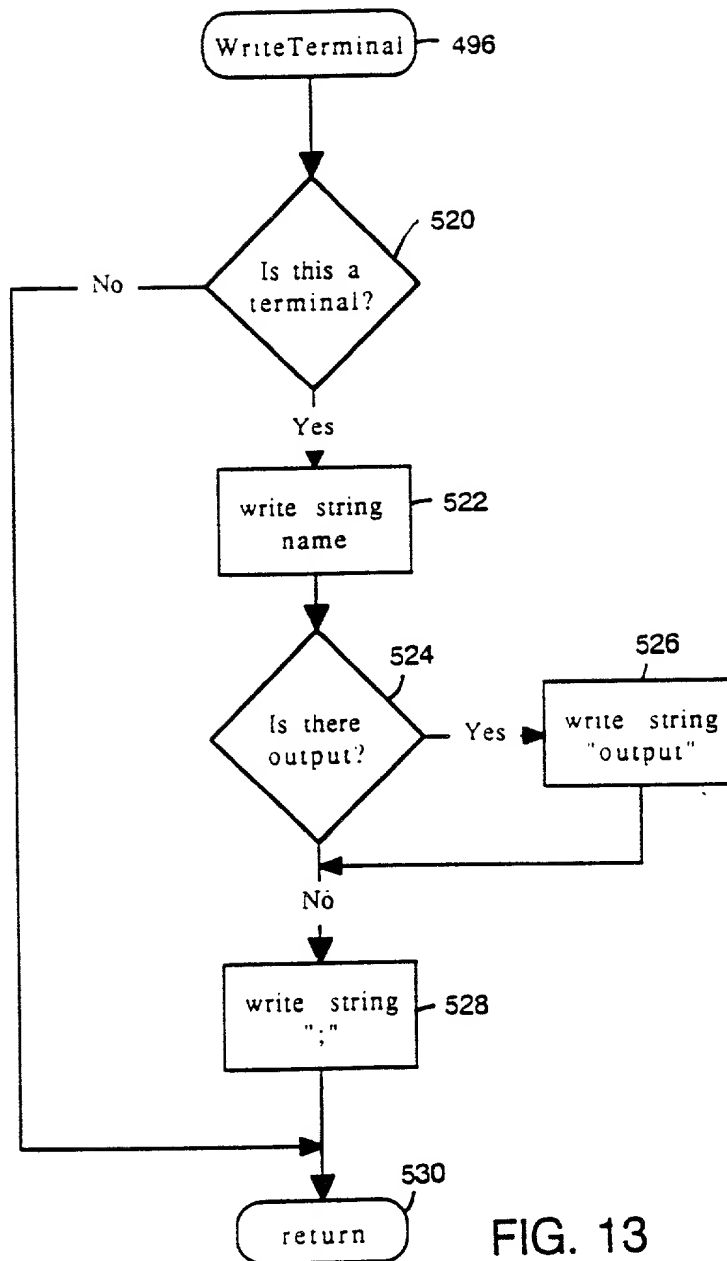 WriteTerminal
496
520
Is this a
terminal?
No
Yes
write string
name
522
524
Is there
output?
Yes
526
write string
"output"
No
write string
";"
528
530
return
FIG. 13